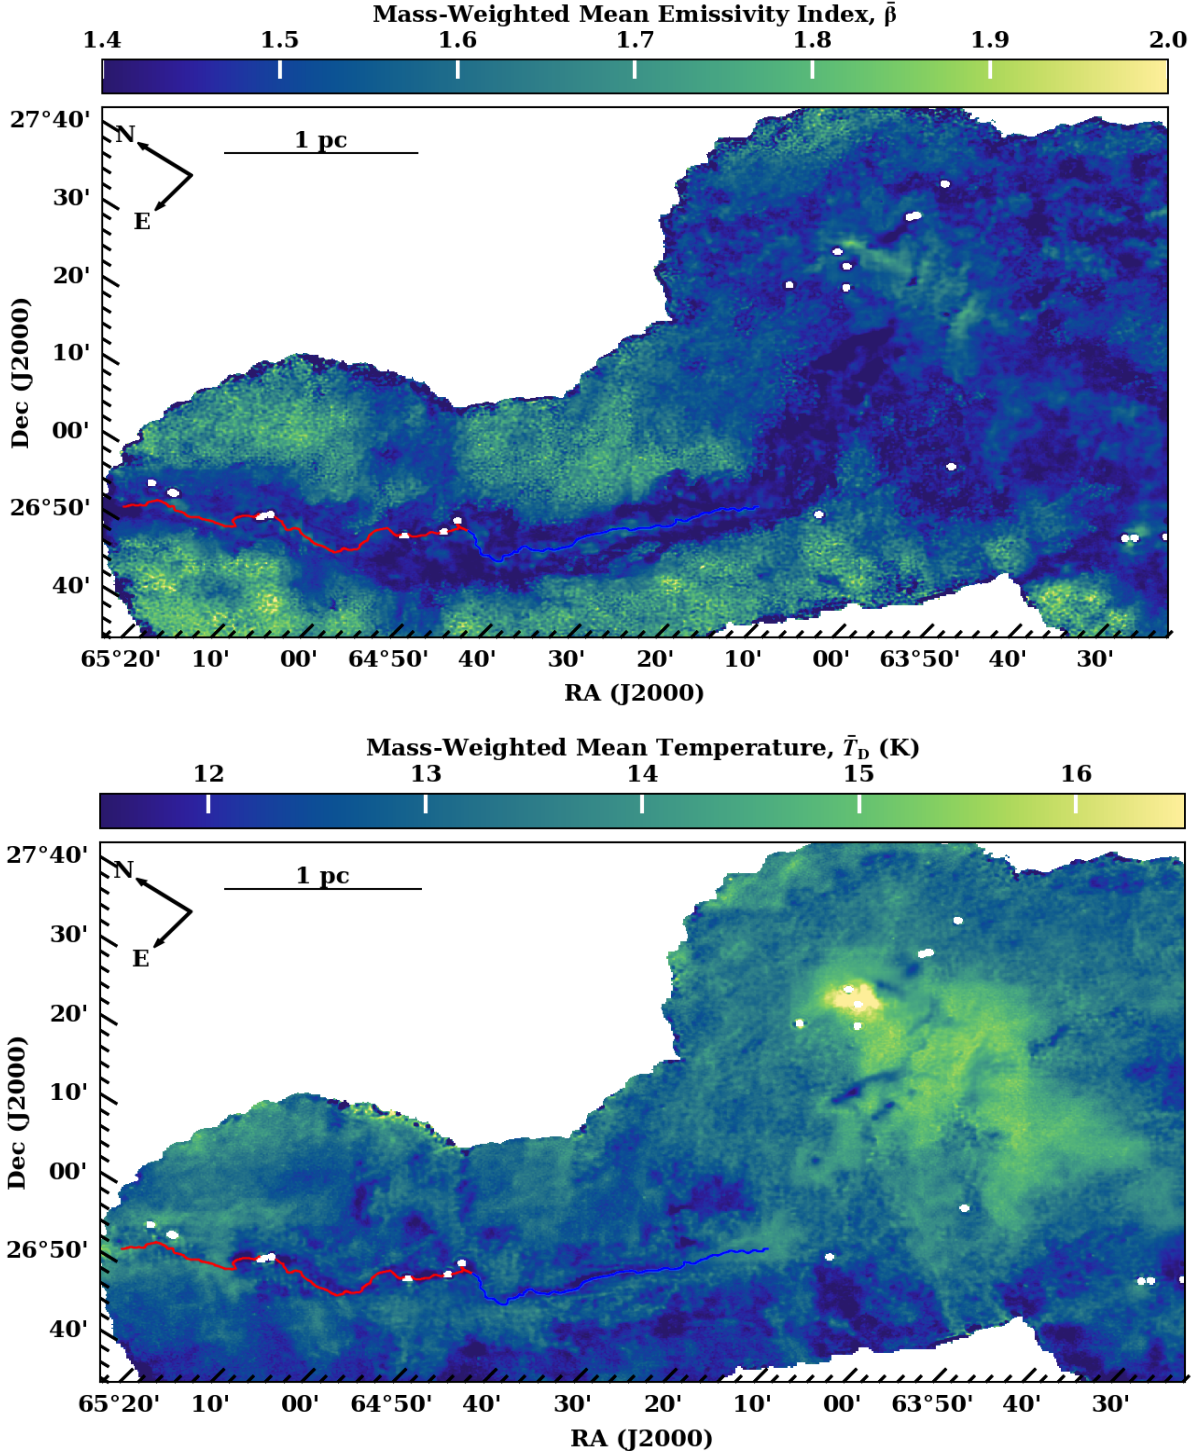 Mass-Weighted Mean Emissivity Index, β̄
1.4 1.5 1.6 1.7 1.8 1.9 2.0
27°40'
N
1 pc
30'
E
20'
10'
Dec (J2000)
00'
26°50'
40'
65°20' 10' 00' 64°50' 40' 30' 20' 10' 00' 63°50' 40' 30'
RA (J2000)
Mass-Weighted Mean Temperature, T̄D (K)
12 13 14 15 16
27°40'
N
1 pc
30'
E
20'
10'
Dec (J2000)
00'
26°50'
40'
65°20' 10' 00' 64°50' 40' 30' 20' 10' 00' 63°50' 40' 30'
RA (J2000)